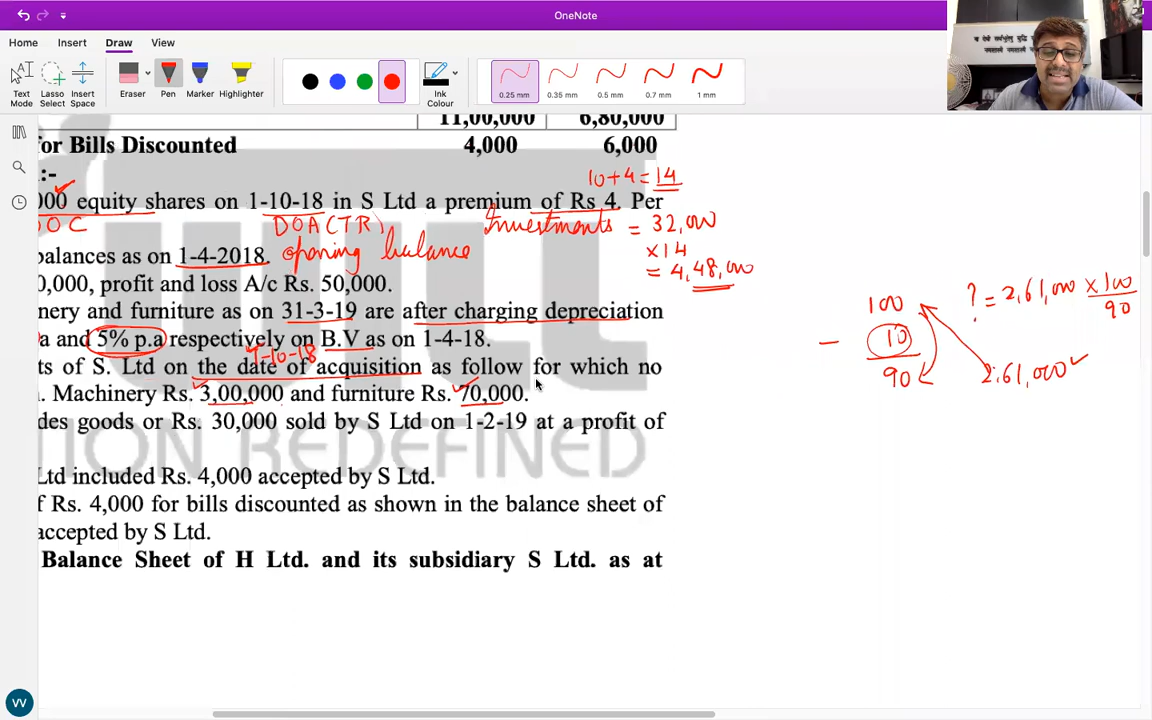 OneNote
Home Insert Draw View
Text Mode
Lasso Select
Insert Space
Eraser
Pen
Marker
Highlighter
Ink Colour
0.25 mm
0.35 mm
0.5 mm
0.7 mm
1 mm
11,00,000 6,80,000
or Bills Discounted 4,000 6,000
:-
10+4 = 14
00 equity shares on 1-10-18 in S Ltd a premium of Rs 4. Per
O C DOA (TR) Investments = 32,000
×14
= 4,48,000
balances as on 1-4-2018. opening balance
0,000, profit and loss A/c Rs. 50,000.
nery and furniture as on 31-3-19 are after charging depreciation
a and 5% p.a respectively on B.V as on 1-4-18.
1-10-18
ts of S. Ltd on the date of acquisition as follow for which no
. Machinery Rs. 3,00,000 and furniture Rs. 70,000.
des goods or Rs. 30,000 sold by S Ltd on 1-2-19 at a profit of
TION REDEFINED
Ltd included Rs. 4,000 accepted by S Ltd.
f Rs. 4,000 for bills discounted as shown in the balance sheet of
accepted by S Ltd.
Balance Sheet of H Ltd. and its subsidiary S Ltd. as at
100
- 10
90
2,61,000
? = 2,61,000 × 100
90
VV